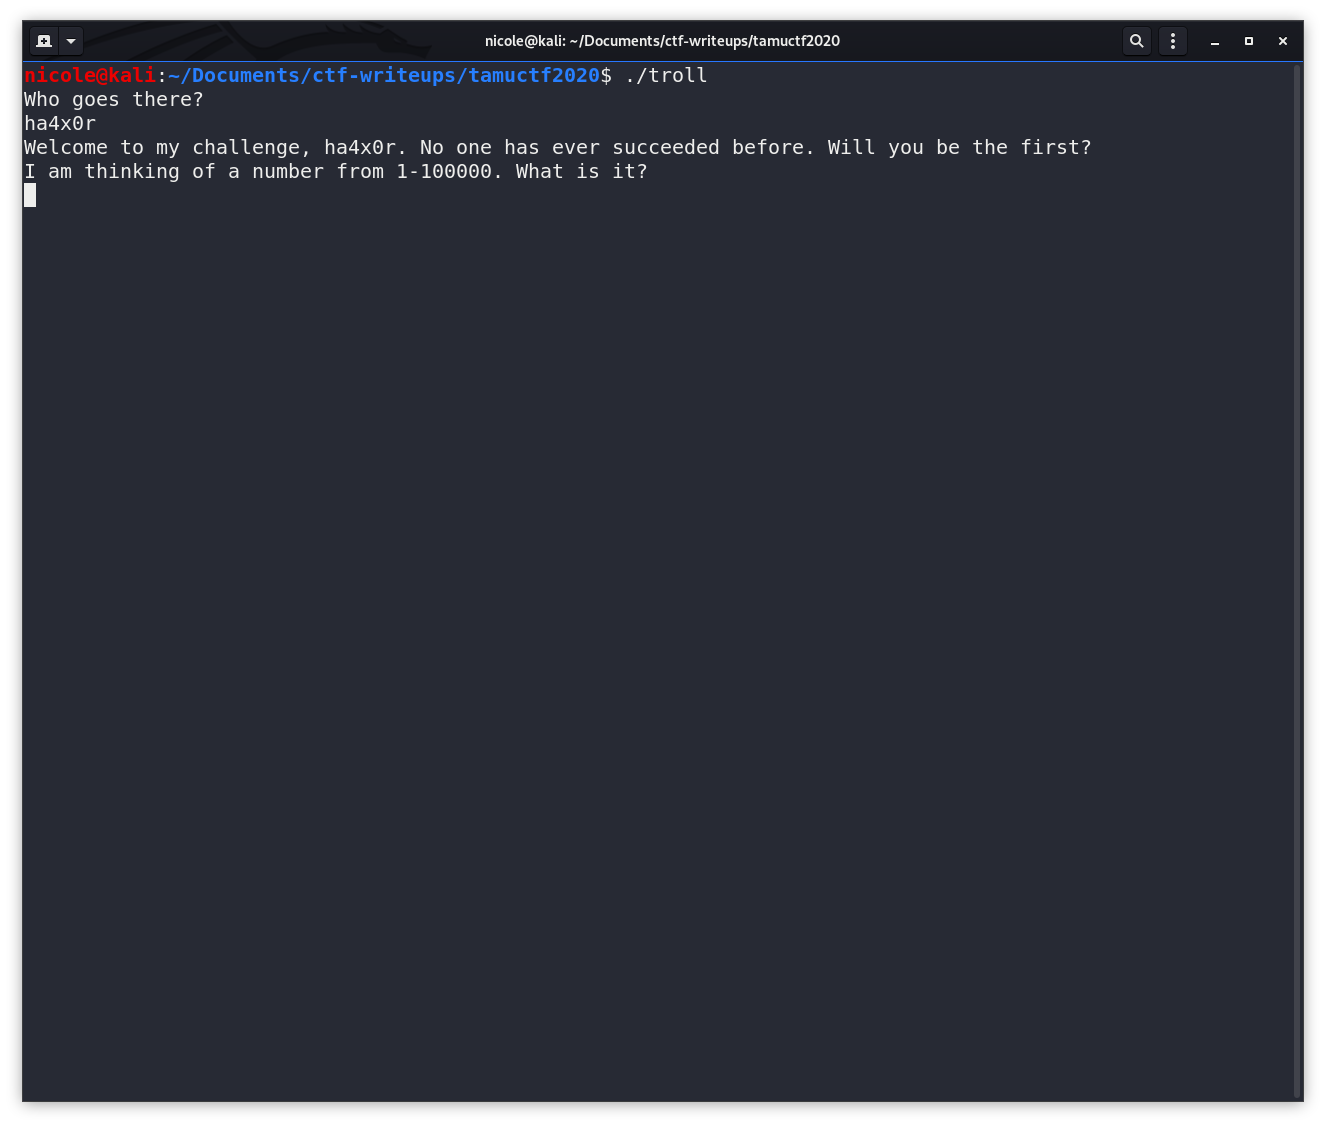 nicole@kali: ~/Documents/ctf-writeups/tamuctf2020
nicole@kali:~/Documents/ctf-writeups/tamuctf2020$ ./troll
Who goes there?
ha4x0r
Welcome to my challenge, ha4x0r. No one has ever succeeded before. Will you be the first?
I am thinking of a number from 1-100000. What is it?